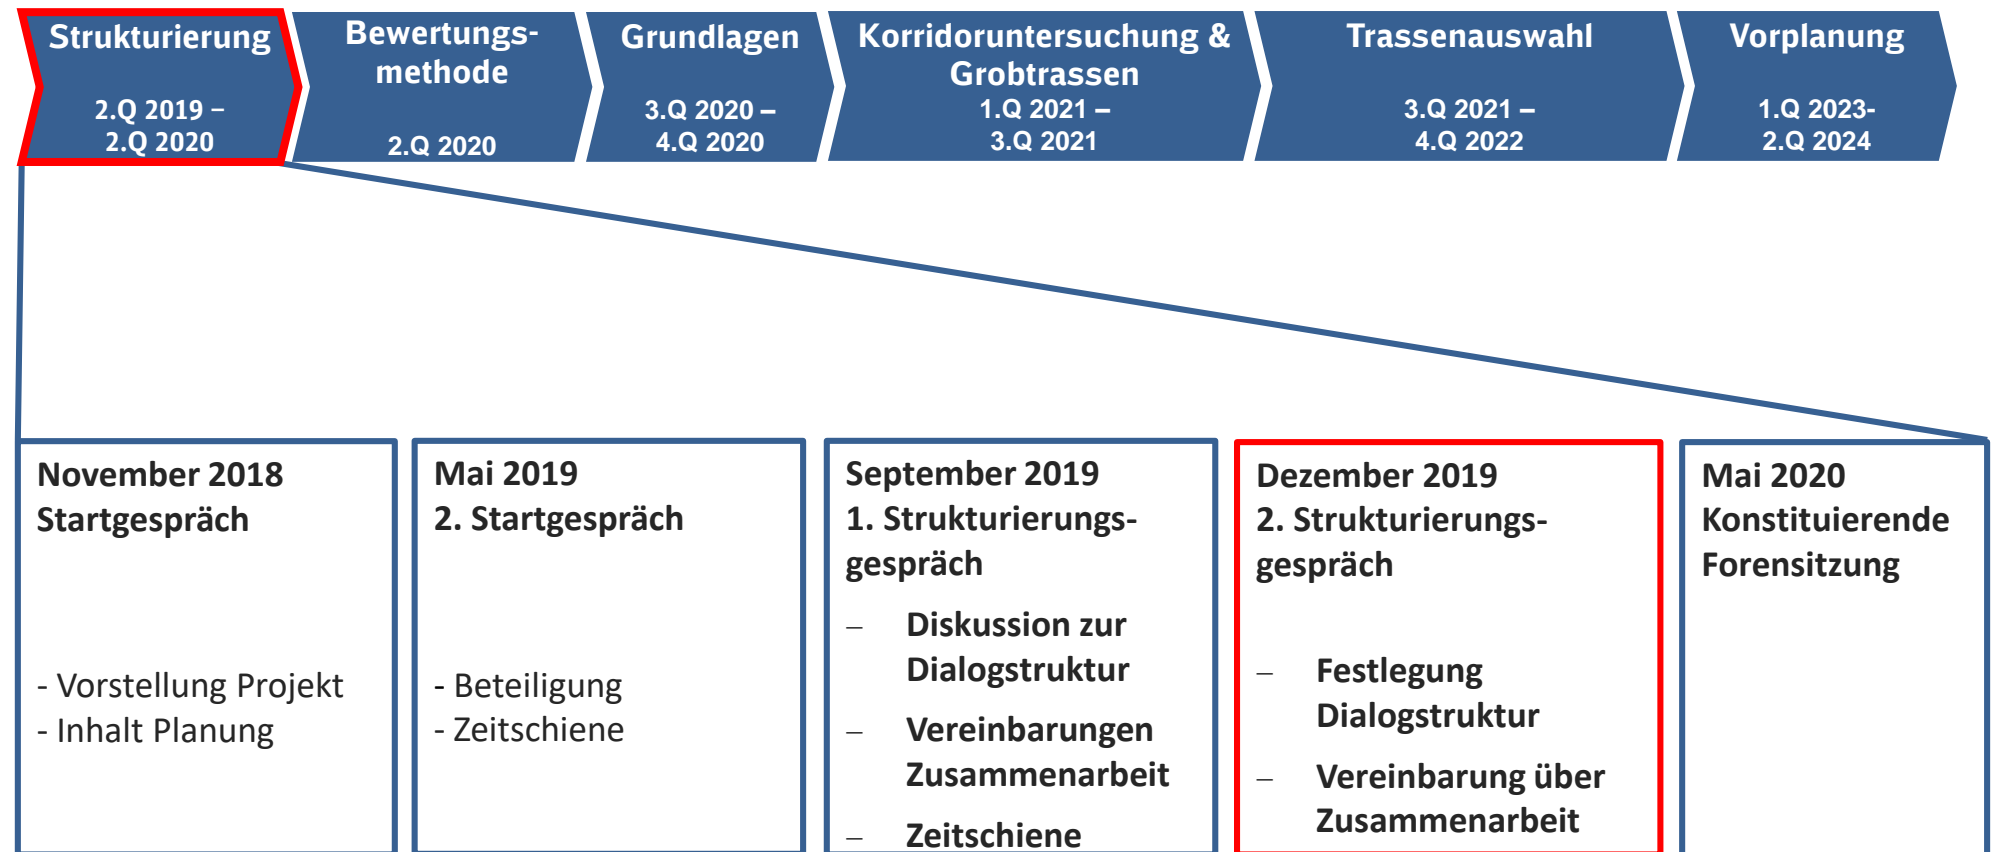 Strukturierung
2.Q 2019 –
2.Q 2020
Bewertungs-
methode
2.Q 2020
Grundlagen
3.Q 2020 –
4.Q 2020
Korridoruntersuchung &
Grobtrassen
1.Q 2021 –
3.Q 2021
Trassenauswahl
3.Q 2021 –
4.Q 2022
Vorplanung
1.Q 2023-
2.Q 2024
November 2018
Startgespräch
- Vorstellung Projekt
- Inhalt Planung
Mai 2019
2. Startgespräch
- Beteiligung
- Zeitschiene
September 2019
1. Strukturierungs-
gespräch
– Diskussion zur
Dialogstruktur
– Vereinbarungen
Zusammenarbeit
– Zeitschiene
Dezember 2019
2. Strukturierungs-
gespräch
– Festlegung
Dialogstruktur
– Vereinbarung über
Zusammenarbeit
Mai 2020
Konstituierende
Forensitzung